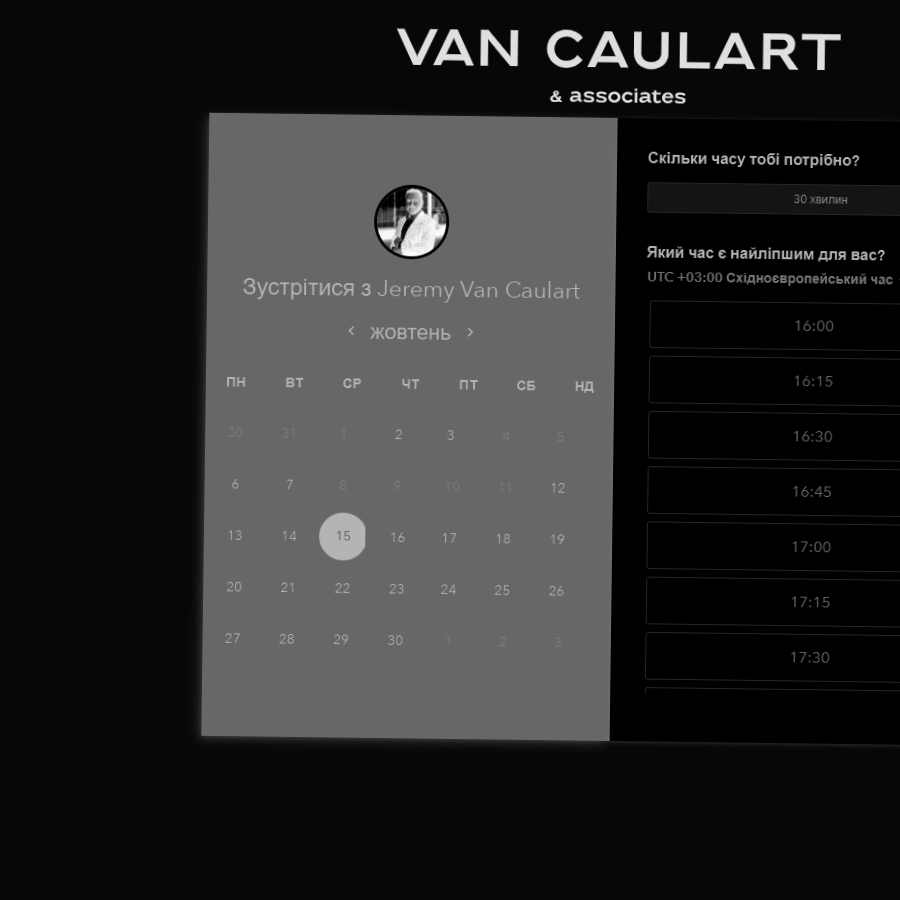 VAN CAULART
& associates
Зустрітися з Jeremy Van Caulart
жовтень
ПН ВТ СР ЧТ ПТ СБ НД
30 31 1 2 3 4 5
6 7 8 9 10 11 12
13 14 15 16 17 18 19
20 21 22 23 24 25 26
27 28 29 30 1 2 3
Скільки часу тобі потрібно?
30 хвилин
Який час є найліпшим для вас?
UTC +03:00 Східноєвропейський час
16:00
16:15
16:30
16:45
17:00
17:15
17:30